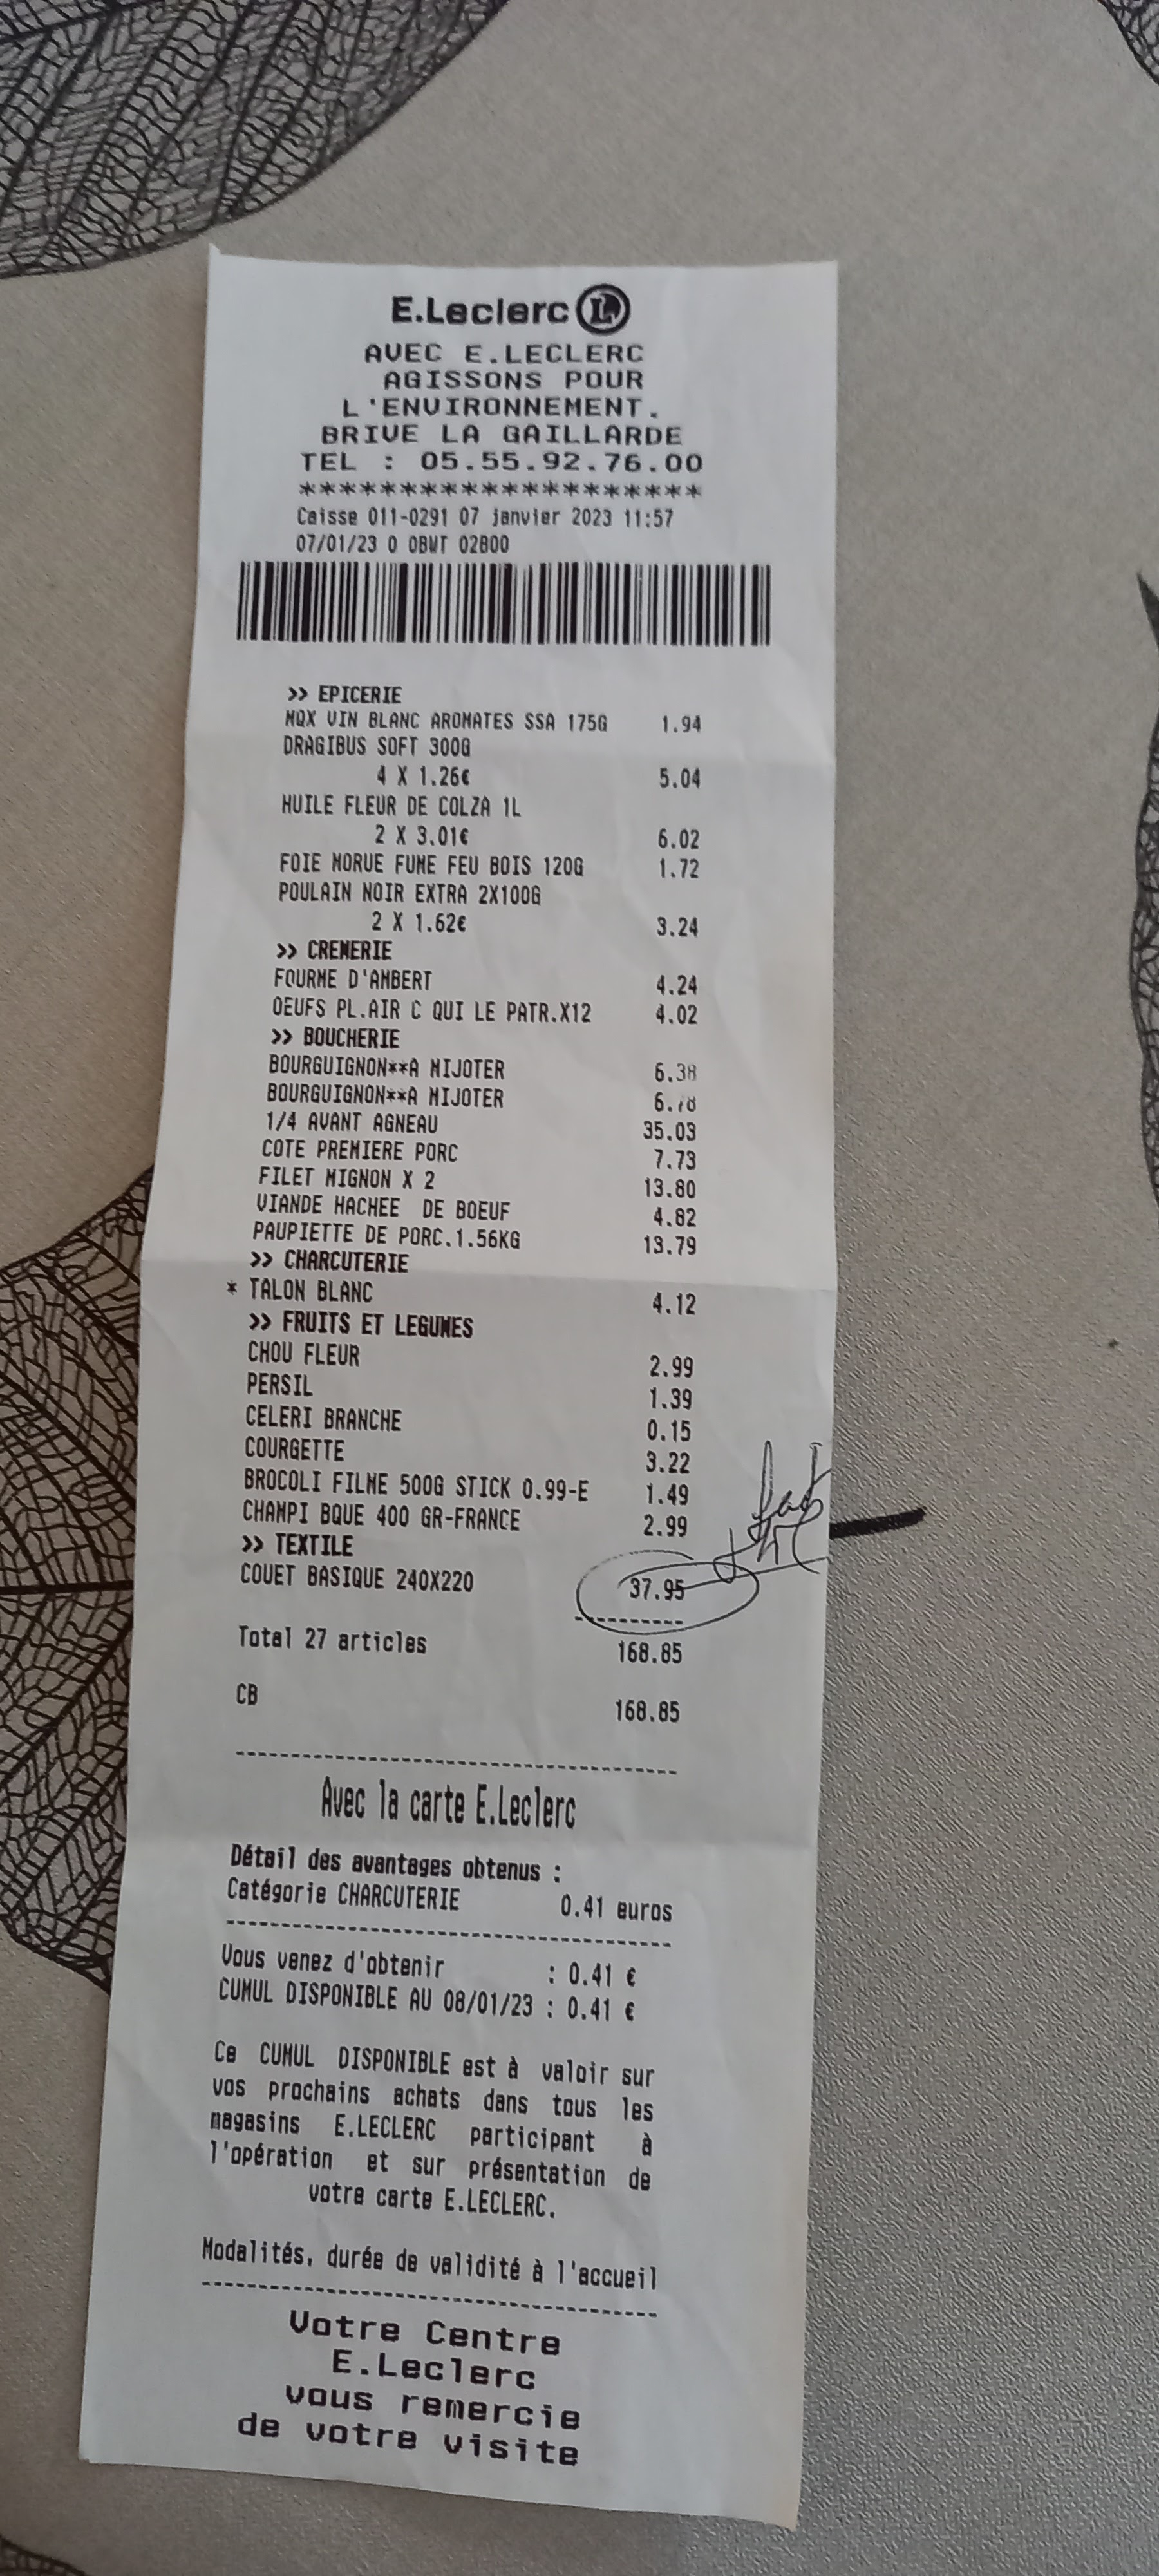 E.Leclerc L
AVEC E.LECLERC
AGISSONS POUR
L'ENVIRONNEMENT.
BRIVE LA GAILLARDE
TEL : 05.55.92.76.00
********************
Caisse 011-0291 07 janvier 2023 11:57
07/01/23 0 OBWT 02800
>> EPICERIE
MQX VIN BLANC AROMATES SSA 175G 1.94
DRAGIBUS SOFT 300G
4 X 1.26€ 5.04
HUILE FLEUR DE COLZA 1L
2 X 3.01€ 6.02
FOIE MORUE FUME FEU BOIS 120G 1.72
POULAIN NOIR EXTRA 2X100G
2 X 1.62€ 3.24
>> CREMERIE
FOURME D'AMBERT 4.24
OEUFS PL.AIR C QUI LE PATR.X12 4.02
>> BOUCHERIE
BOURGUIGNON**A MIJOTER 6.38
BOURGUIGNON**A MIJOTER 6.78
1/4 AVANT AGNEAU 35.03
COTE PREMIERE PORC 7.73
FILET MIGNON X 2 13.80
VIANDE HACHEE DE BOEUF 4.82
PAUPIETTE DE PORC.1.56KG 13.79
>> CHARCUTERIE
* TALON BLANC 4.12
>> FRUITS ET LEGUMES
CHOU FLEUR 2.99
PERSIL 1.39
CELERI BRANCHE 0.15
COURGETTE 3.22
BROCOLI FILME 500G STICK 0.99-E 1.49
CHAMPI BQUE 400 GR-FRANCE 2.99
>> TEXTILE
COUET BASIQUE 240X220 37.95
Total 27 articles 168.85
CB 168.85
Avec la carte E.Leclerc
Détail des avantages obtenus :
Catégorie CHARCUTERIE 0.41 euros
Vous venez d'obtenir : 0.41 €
CUMUL DISPONIBLE AU 08/01/23 : 0.41 €
Ce CUMUL DISPONIBLE est à valoir sur
vos prochains achats dans tous les
magasins E.LECLERC participant à
l'opération et sur présentation de
votre carte E.LECLERC.
Modalités, durée de validité à l'accueil
Votre Centre
E.Leclerc
vous remercie
de votre visite